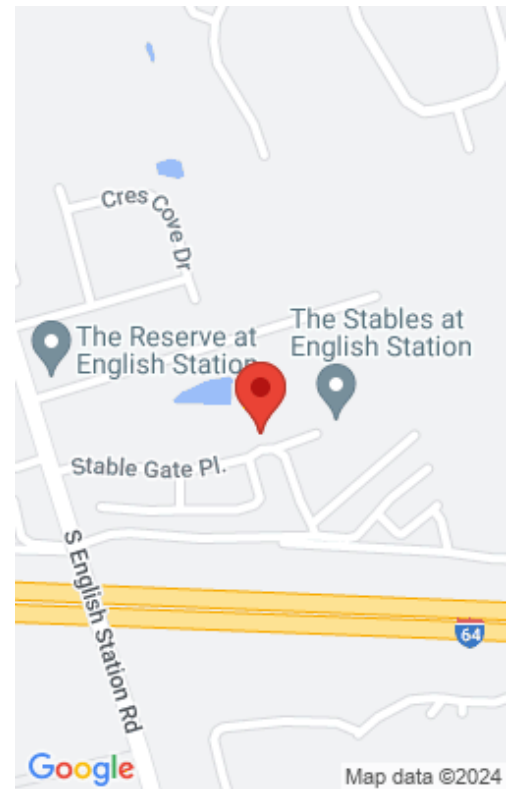 Cres Cove Dr
The Reserve at
English Station
The Stables at
English Station
Stable Gate Pl.
S English Station Rd
64
Google
Map data ©2024